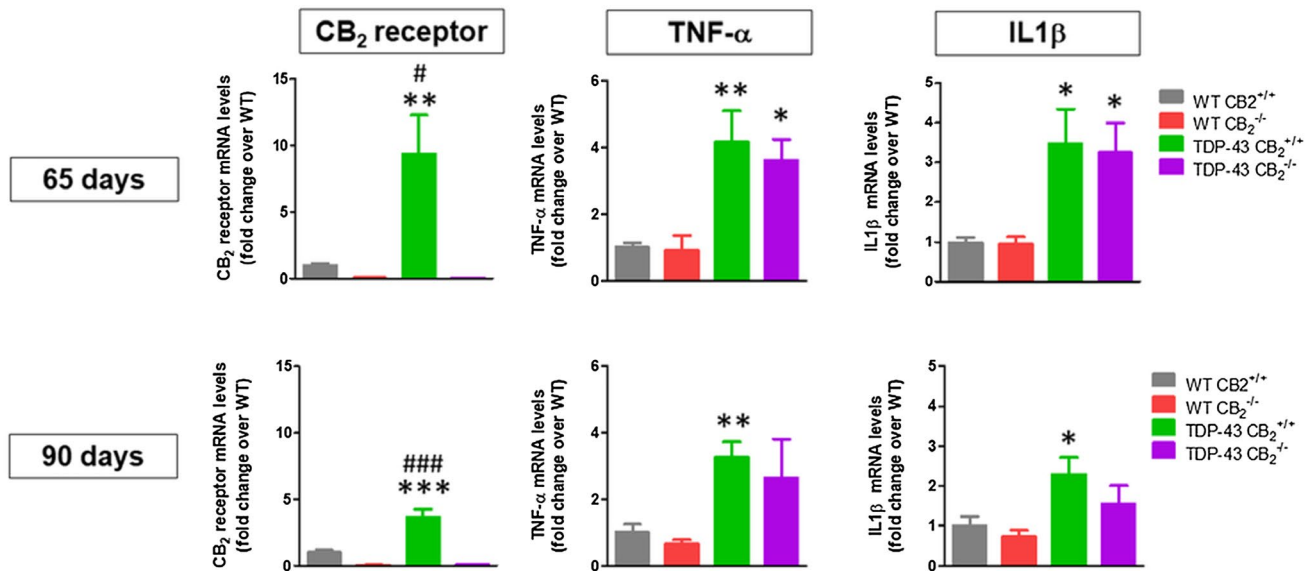 CB₂ receptor
TNF-α
IL1β
65 days
CB₂ receptor mRNA levels
(fold change over WT)
15
10
5
0
#
**
TNF-α mRNA levels
(fold change over WT)
6
4
2
0
**
*
IL1β mRNA levels
(fold change over WT)
5
4
3
2
1
0
*
*
WT CB2⁺/⁺
WT CB₂⁻/⁻
TDP-43 CB₂⁺/⁺
TDP-43 CB₂⁻/⁻
90 days
CB₂ receptor mRNA levels
(fold change over WT)
15
10
5
0
###
***
TNF-α mRNA levels
(fold change over WT)
6
4
2
0
**
IL1β mRNA levels
(fold change over WT)
5
4
3
2
1
0
*
WT CB2⁺/⁺
WT CB₂⁻/⁻
TDP-43 CB₂⁺/⁺
TDP-43 CB₂⁻/⁻